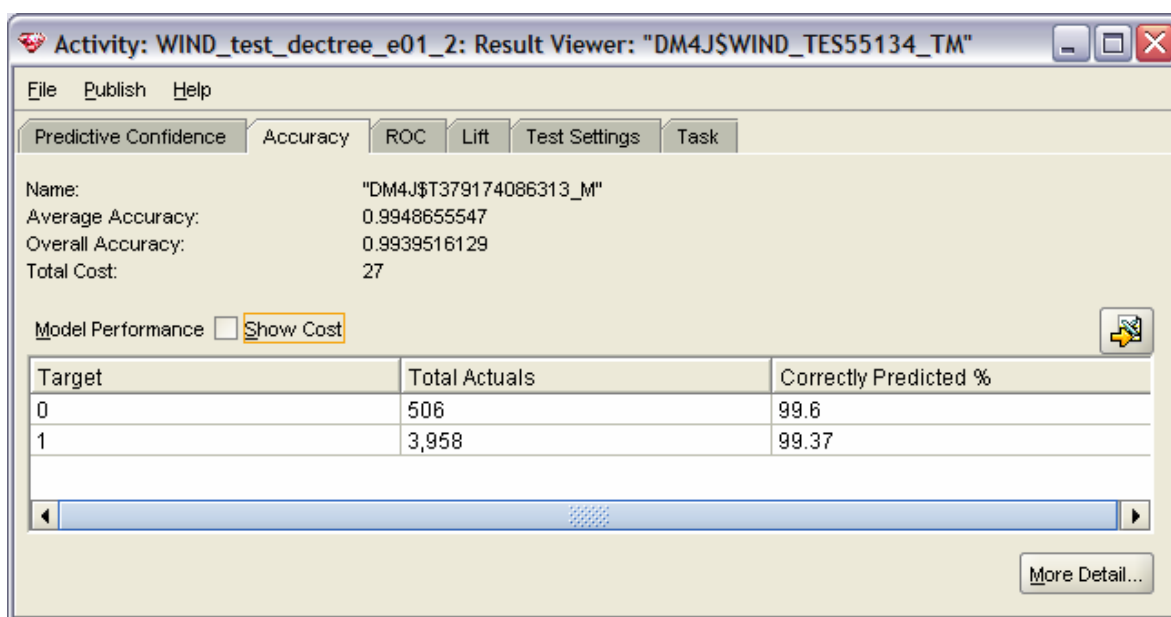 Activity: WIND_test_dectree_e01_2: Result Viewer: "DM4J$WIND_TES55134_TM"
File Publish Help
Predictive Confidence Accuracy ROC Lift Test Settings Task
Name: "DM4J$T379174086313_M"
Average Accuracy: 0.9948655547
Overall Accuracy: 0.9939516129
Total Cost: 27
Model Performance Show Cost
Target Total Actuals Correctly Predicted %
0 506 99.6
1 3,958 99.37
More Detail...